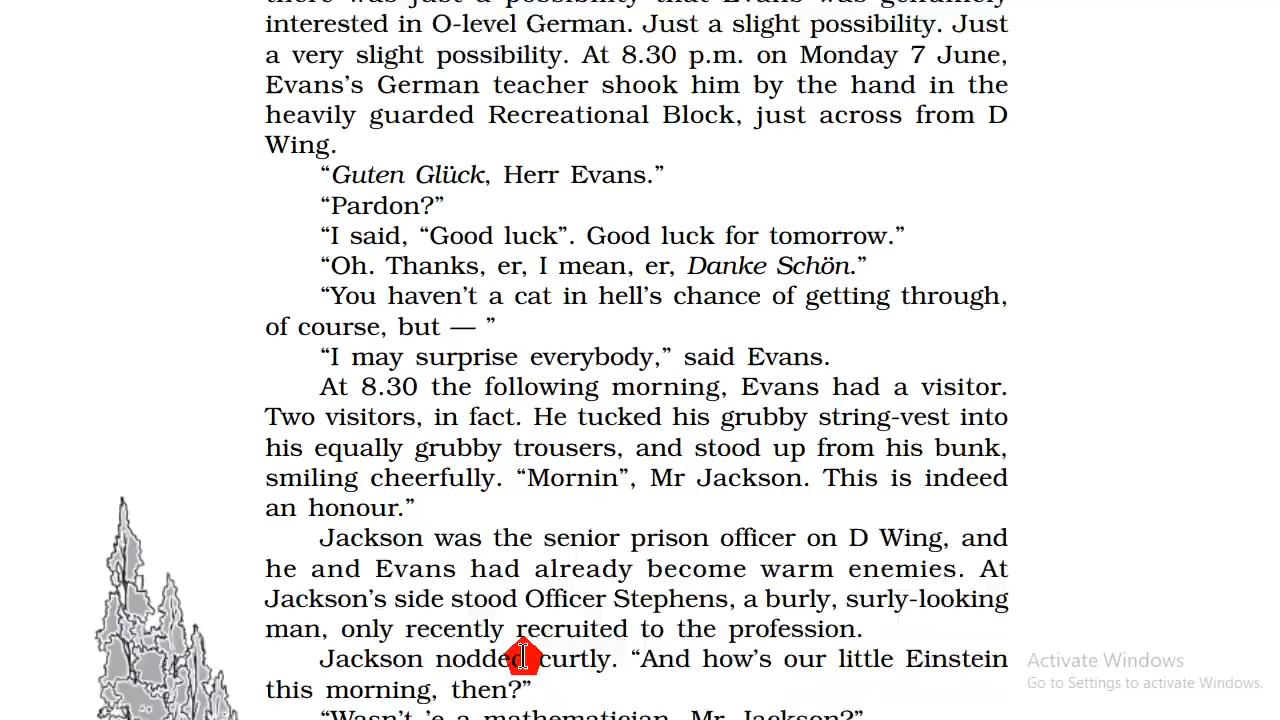 there was just a possibility that Evans was genuinely
interested in O-level German. Just a slight possibility. Just
a very slight possibility. At 8.30 p.m. on Monday 7 June,
Evans’s German teacher shook him by the hand in the
heavily guarded Recreational Block, just across from D
Wing.
“Guten Glück, Herr Evans.”
“Pardon?”
“I said, “Good luck”. Good luck for tomorrow.”
“Oh. Thanks, er, I mean, er, Danke Schön.”
“You haven’t a cat in hell’s chance of getting through,
of course, but — ”
“I may surprise everybody,” said Evans.
At 8.30 the following morning, Evans had a visitor.
Two visitors, in fact. He tucked his grubby string-vest into
his equally grubby trousers, and stood up from his bunk,
smiling cheerfully. “Mornin”, Mr Jackson. This is indeed
an honour.”
Jackson was the senior prison officer on D Wing, and
he and Evans had already become warm enemies. At
Jackson’s side stood Officer Stephens, a burly, surly-looking
man, only recently recruited to the profession.
Jackson nodded curtly. “And how’s our little Einstein
this morning, then?”
“Wasn’t ’e a mathematician, Mr Jackson?”
Activate Windows
Go to Settings to activate Windows.